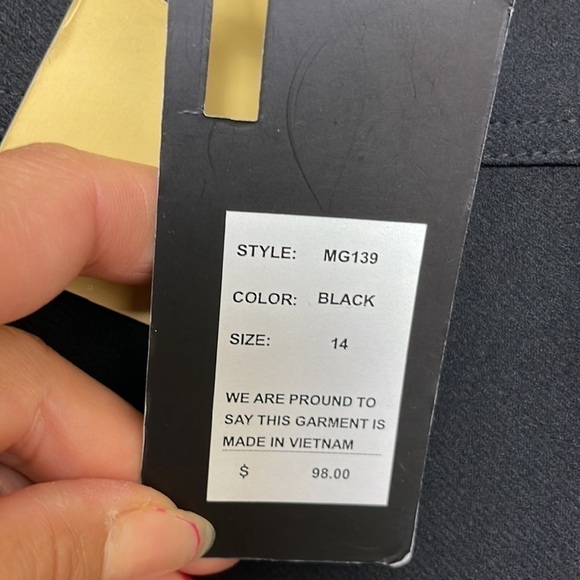 STYLE: MG139
COLOR: BLACK
SIZE: 14
WE ARE PROUND TO
SAY THIS GARMENT IS
MADE IN VIETNAM
$ 98.00